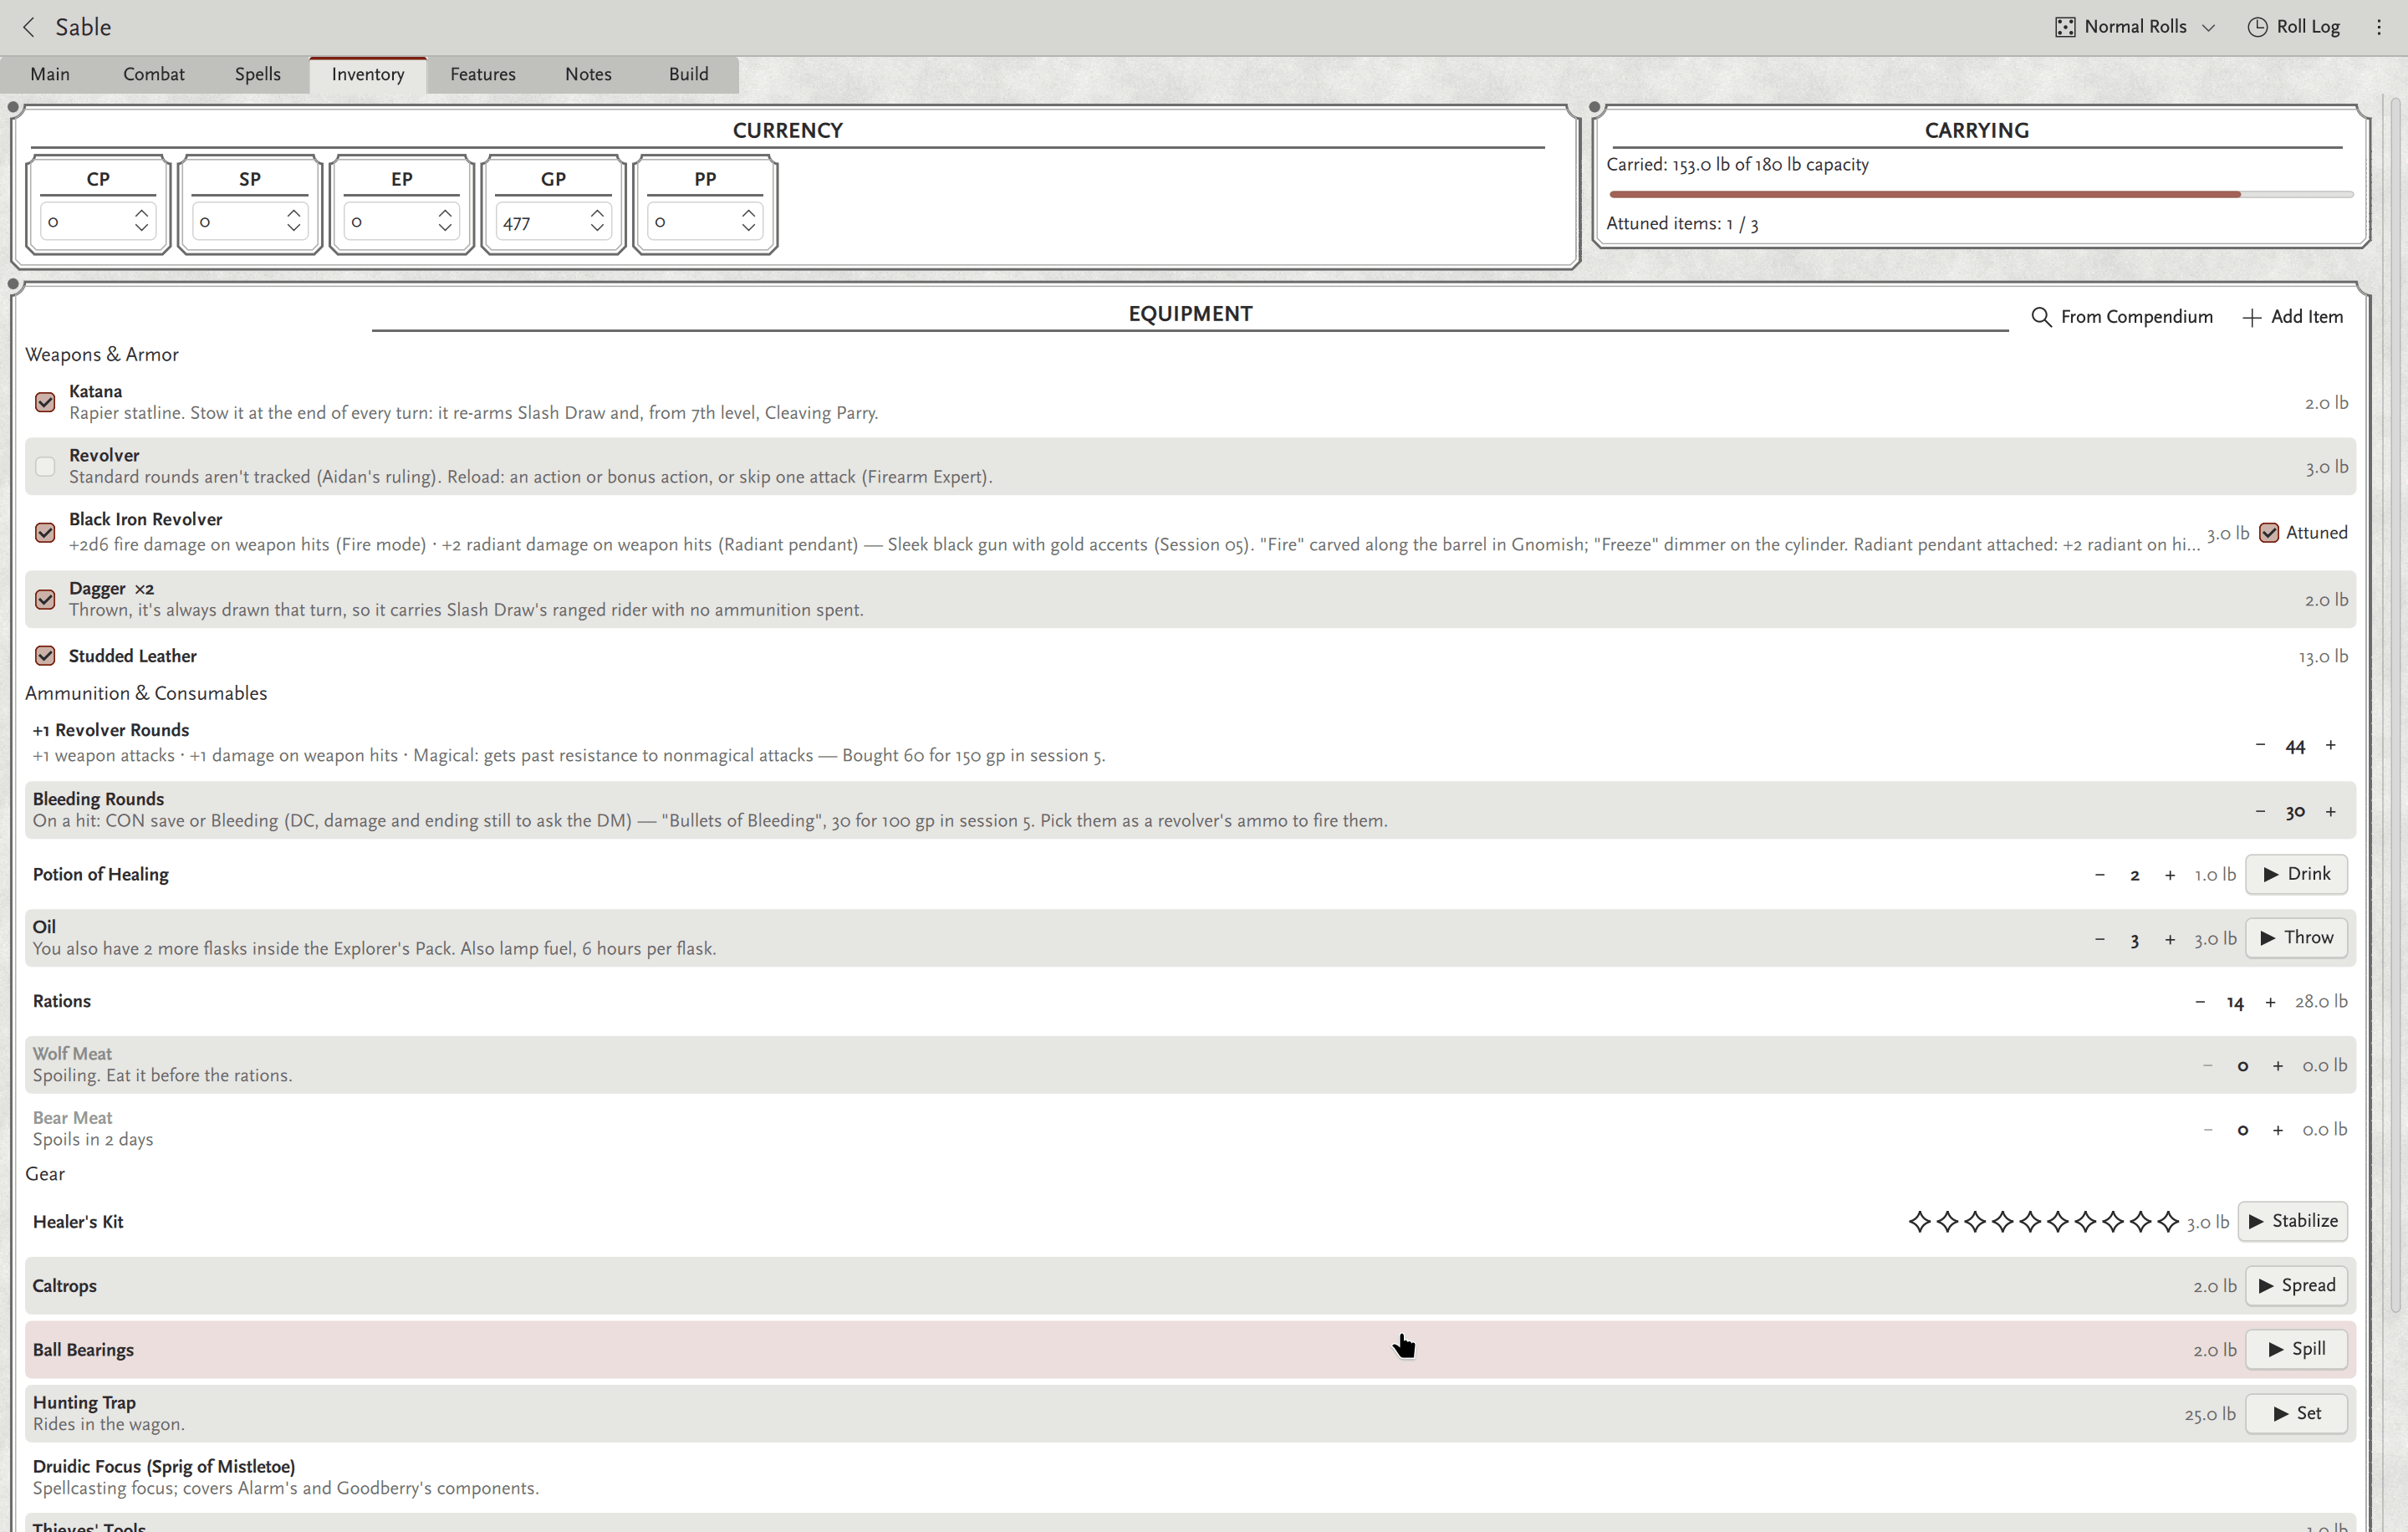 Sable
Normal Rolls
Roll Log
Main
Combat
Spells
Inventory
Features
Notes
Build
CURRENCY
CP
SP
EP
GP
PP
0
0
0
477
0
CARRYING
Carried: 153.0 lb of 180 lb capacity
Attuned items: 1 / 3
EQUIPMENT
From Compendium
Add Item
Weapons & Armor
Katana
Rapier statline. Stow it at the end of every turn: it re-arms Slash Draw and, from 7th level, Cleaving Parry.
2.0 lb
Revolver
Standard rounds aren't tracked (Aidan's ruling). Reload: an action or bonus action, or skip one attack (Firearm Expert).
3.0 lb
Black Iron Revolver
+2d6 fire damage on weapon hits (Fire mode) · +2 radiant damage on weapon hits (Radiant pendant) — Sleek black gun with gold accents (Session 05). "Fire" carved along the barrel in Gnomish; "Freeze" dimmer on the cylinder. Radiant pendant attached: +2 radiant on hi...
3.0 lb
Attuned
Dagger ×2
Thrown, it's always drawn that turn, so it carries Slash Draw's ranged rider with no ammunition spent.
2.0 lb
Studded Leather
13.0 lb
Ammunition & Consumables
+1 Revolver Rounds
+1 weapon attacks · +1 damage on weapon hits · Magical: gets past resistance to nonmagical attacks — Bought 60 for 150 gp in session 5.
− 44 +
Bleeding Rounds
On a hit: CON save or Bleeding (DC, damage and ending still to ask the DM) — "Bullets of Bleeding", 30 for 100 gp in session 5. Pick them as a revolver's ammo to fire them.
− 30 +
Potion of Healing
− 2 + 1.0 lb
Drink
Oil
You also have 2 more flasks inside the Explorer's Pack. Also lamp fuel, 6 hours per flask.
− 3 + 3.0 lb
Throw
Rations
− 14 + 28.0 lb
Wolf Meat
Spoiling. Eat it before the rations.
− 0 + 0.0 lb
Bear Meat
Spoils in 2 days
− 0 + 0.0 lb
Gear
Healer's Kit
3.0 lb
Stabilize
Caltrops
2.0 lb
Spread
Ball Bearings
2.0 lb
Spill
Hunting Trap
Rides in the wagon.
25.0 lb
Set
Druidic Focus (Sprig of Mistletoe)
Spellcasting focus; covers Alarm's and Goodberry's components.
Thieves' Tools